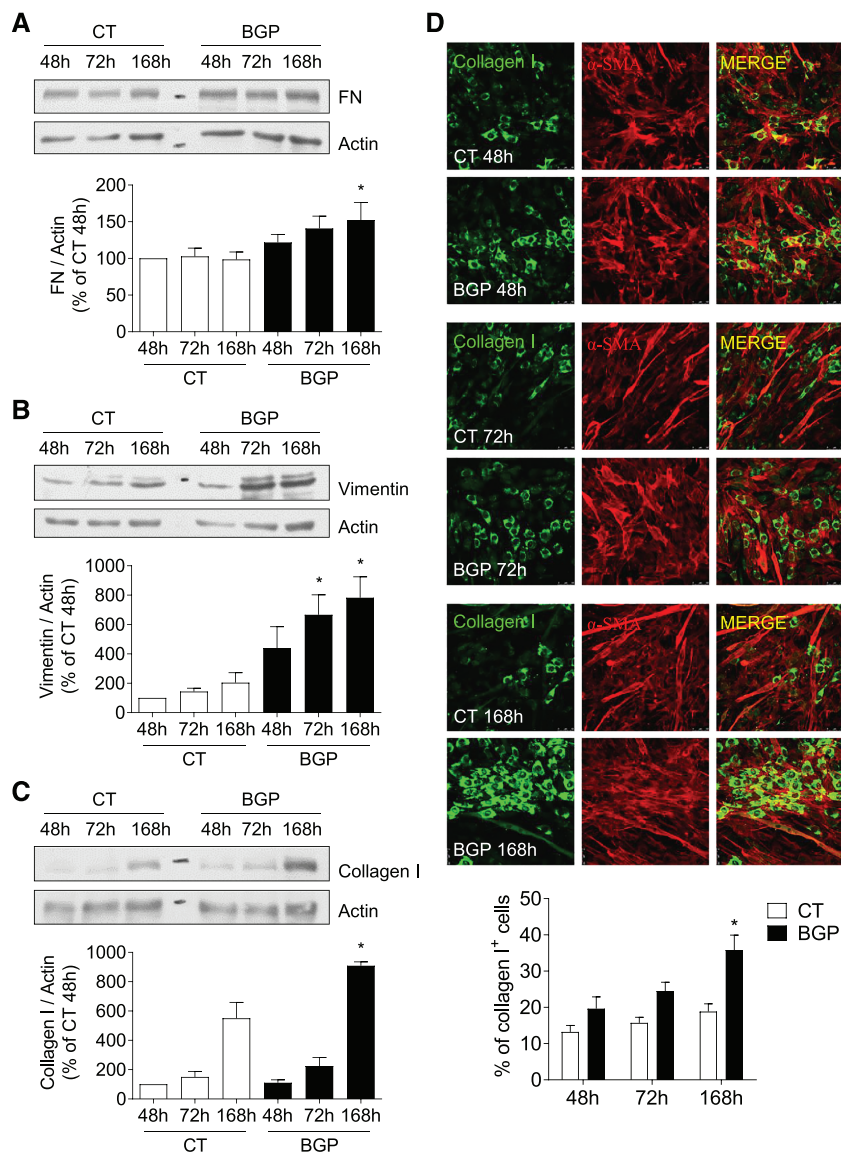 A
CT BGP
48h 72h 168h 48h 72h 168h
FN
Actin
FN / Actin
(% of CT 48h)
200
150
100
50
0
*
48h 72h 168h 48h 72h 168h
CT BGP
B
CT BGP
48h 72h 168h 48h 72h 168h
Vimentin
Actin
Vimentin / Actin
(% of CT 48h)
1000
800
600
400
200
0
* *
48h 72h 168h 48h 72h 168h
CT BGP
C
CT BGP
48h 72h 168h 48h 72h 168h
Collagen I
Actin
Collagen I / Actin
(% of CT 48h)
1000
800
600
400
200
0
*
48h 72h 168h 48h 72h 168h
CT BGP
D
Collagen I α-SMA MERGE
CT 48h
BGP 48h
Collagen I α-SMA MERGE
CT 72h
BGP 72h
Collagen I α-SMA MERGE
CT 168h
BGP 168h
% of collagen I+ cells
50
40
30
20
10
0
*
CT
BGP
48h 72h 168h